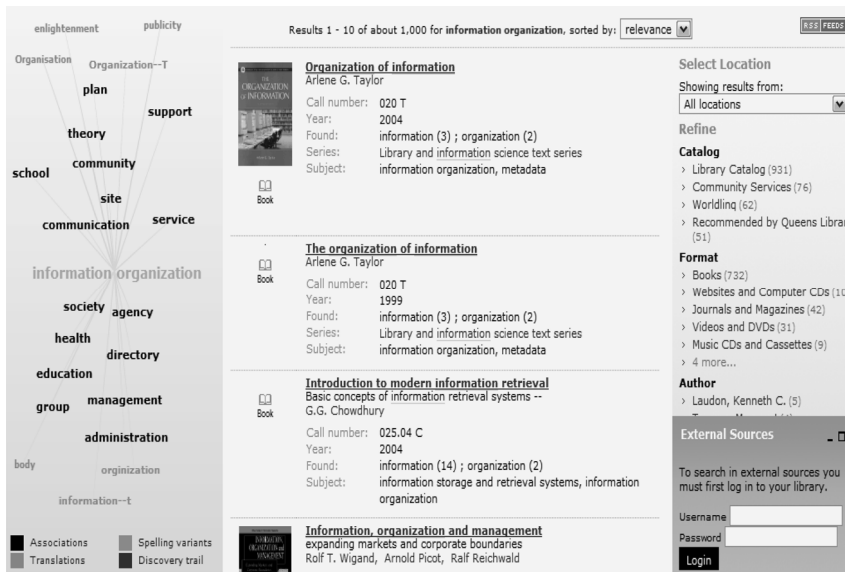 enlightenment
publicity
Organisation
Organization--T
plan
support
theory
community
school
site
communication
service
information organization
society
agency
health
directory
education
group
management
administration
body
orginization
information--t
Associations
Spelling variants
Translations
Discovery trail
Results 1 - 10 of about 1,000 for information organization, sorted by: relevance
RSS FEEDS
THE
ORGANIZATION
OF INFORMATION
Book
Organization of information
Arlene G. Taylor
Call number: 020 T
Year: 2004
Found: information (3) ; organization (2)
Series: Library and information science text series
Subject: information organization, metadata
Book
The organization of information
Arlene G. Taylor
Call number: 020 T
Year: 1999
Found: information (3) ; organization (2)
Series: Library and information science text series
Subject: information organization, metadata
Book
Introduction to modern information retrieval
Basic concepts of information retrieval systems --
G.G. Chowdhury
Call number: 025.04 C
Year: 2004
Found: information (14) ; organization (2)
Subject: information storage and retrieval systems, information
organization
INFORMATION,
ORGANIZATION and
MANAGEMENT
Information, organization and management
expanding markets and corporate boundaries
Rolf T. Wigand, Arnold Picot, Ralf Reichwald
Select Location
Showing results from:
All locations
Refine
Catalog
> Library Catalog (931)
> Community Services (76)
> Worldling (62)
> Recommended by Queens Librar
(51)
Format
> Books (732)
> Websites and Computer CDs (10
> Journals and Magazines (42)
> Videos and DVDs (31)
> Music CDs and Cassettes (9)
> 4 more...
Author
> Laudon, Kenneth C. (5)
External Sources
To search in external sources you
must first log in to your library.
Username
Password
Login